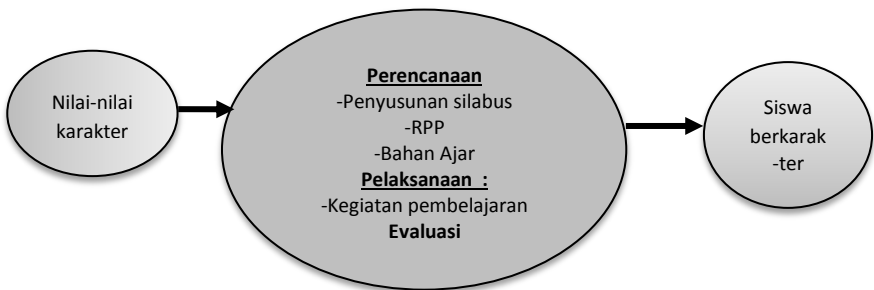 Nilai-nilai
karakter
Perencanaan
-Penyusunan silabus
-RPP
-Bahan Ajar
Pelaksanaan :
-Kegiatan pembelajaran
Evaluasi
Siswa
berkarak
-ter